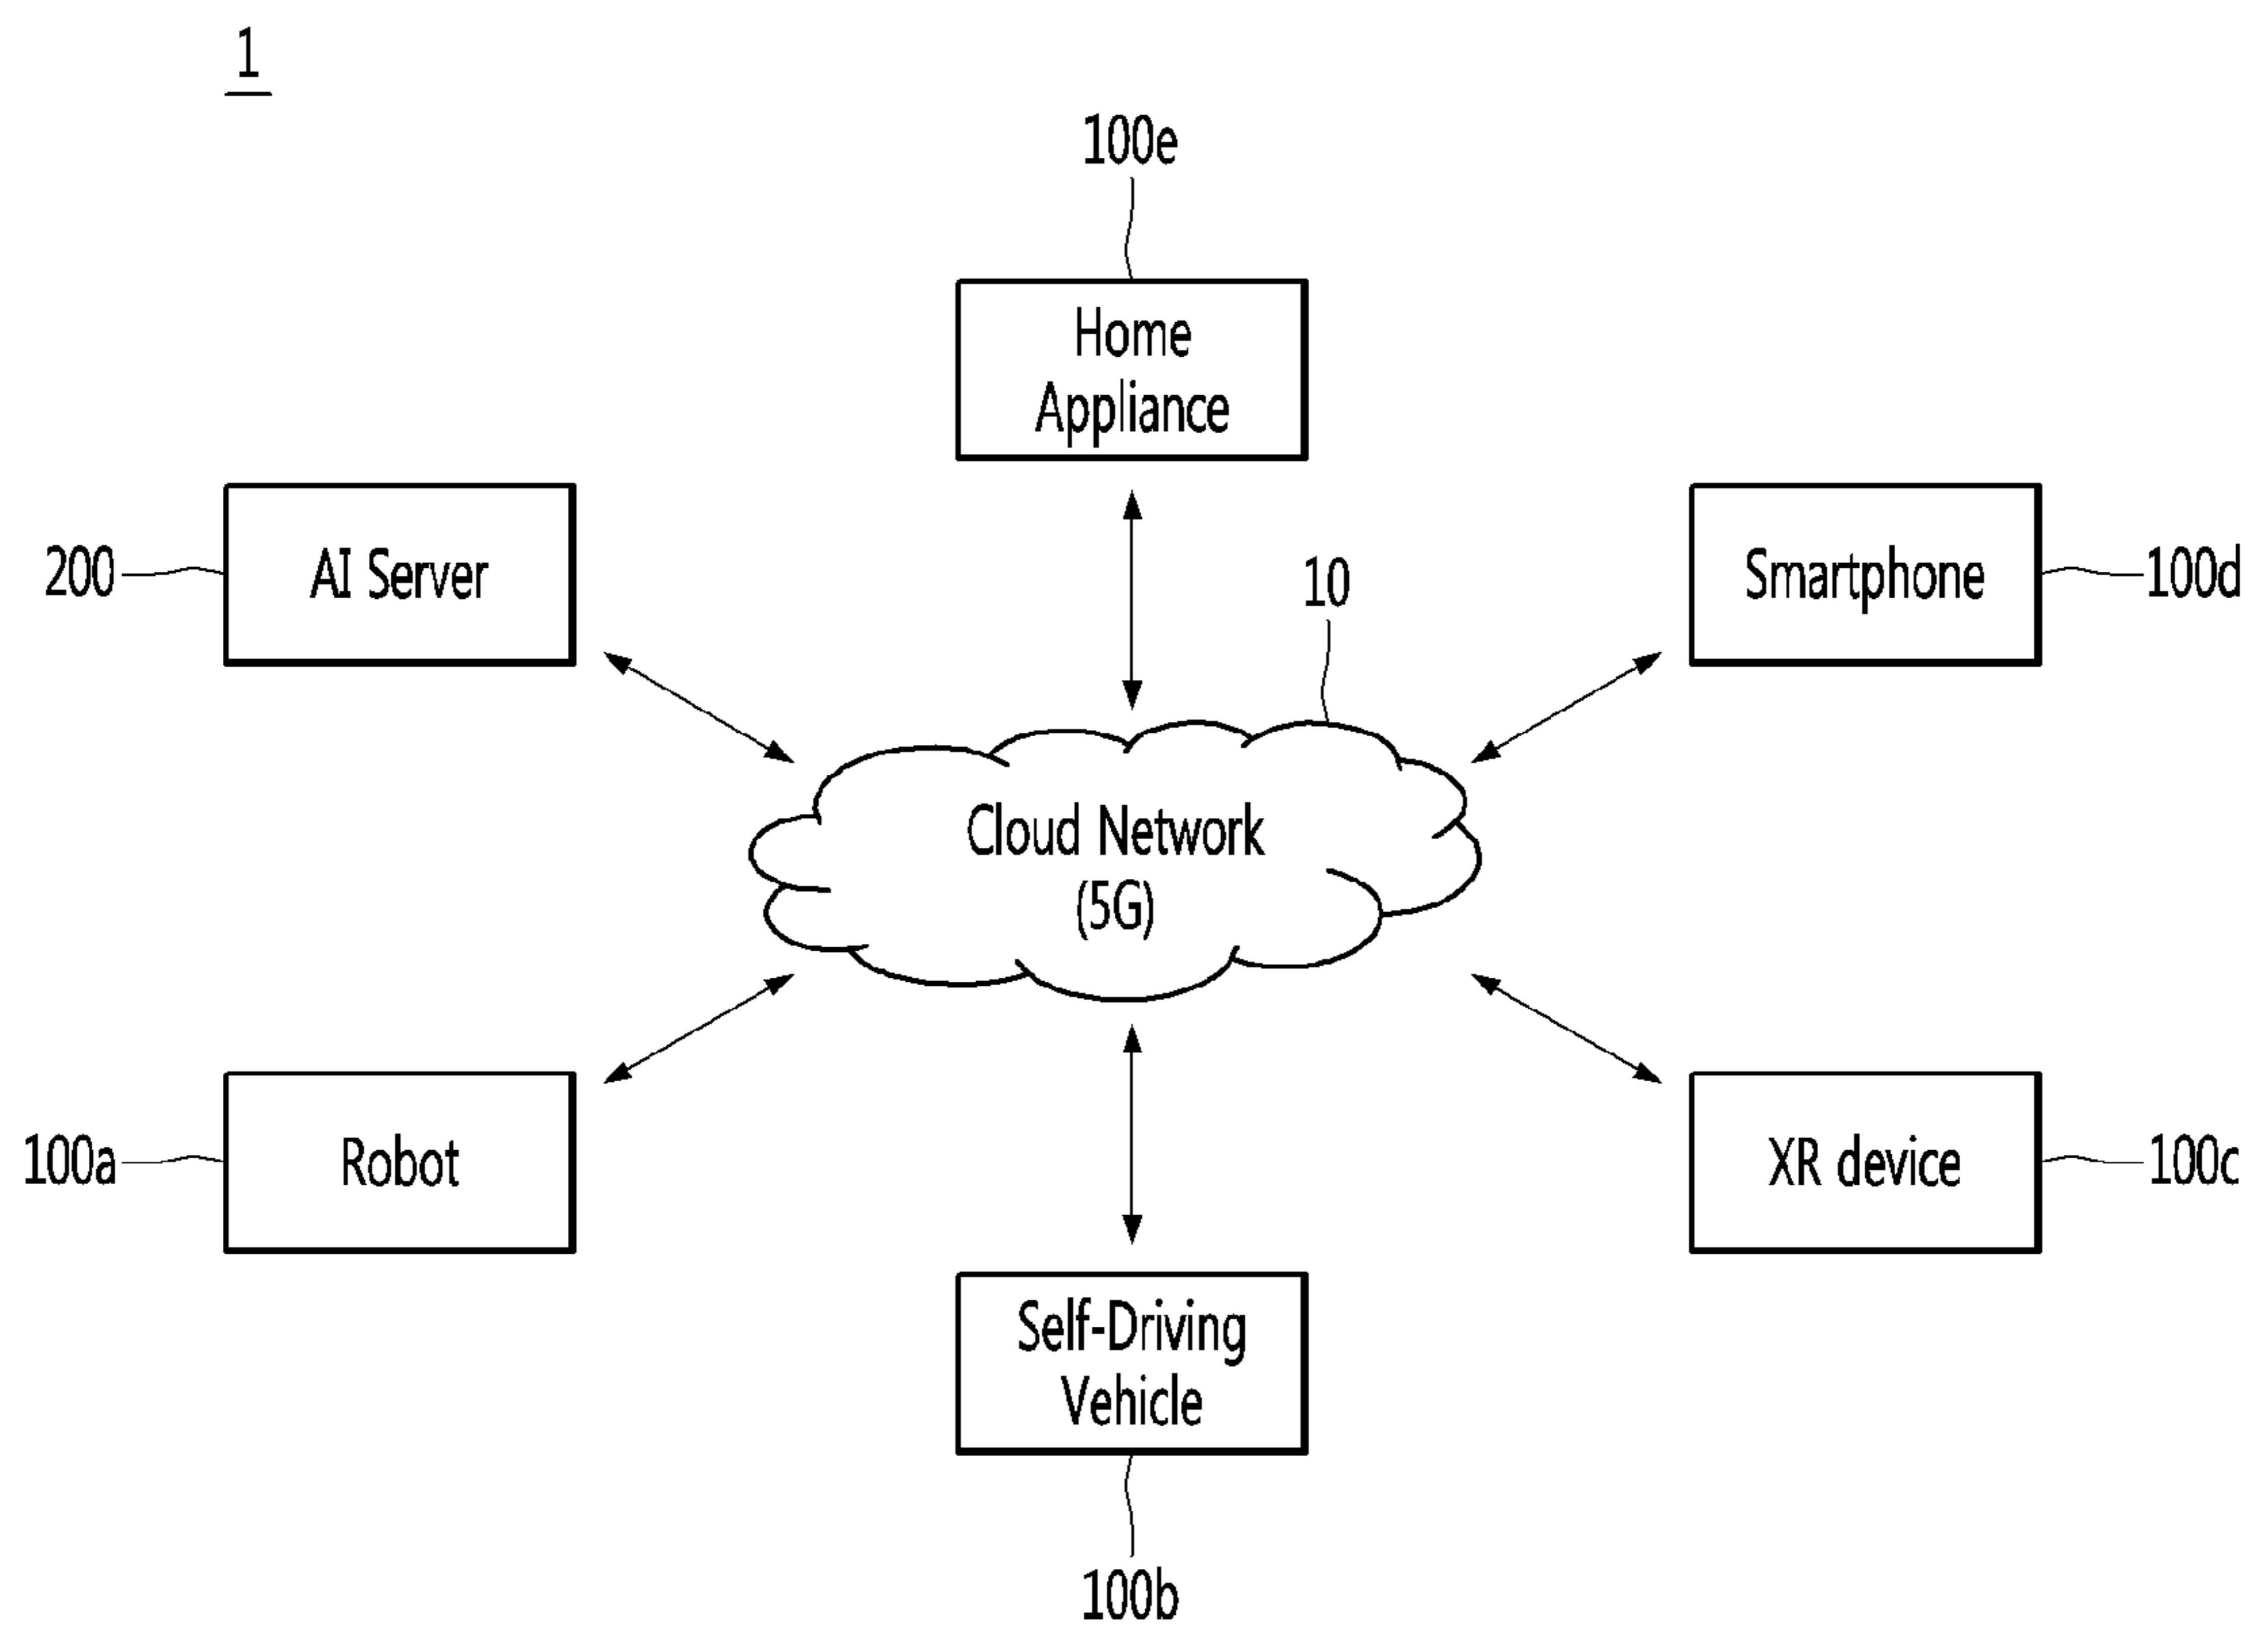 1
100e
Home
Appliance
200
AI Server
Smartphone
100d
10
Cloud Network
(5G)
100a
Robot
XR device
100c
Self-Driving
Vehicle
100b